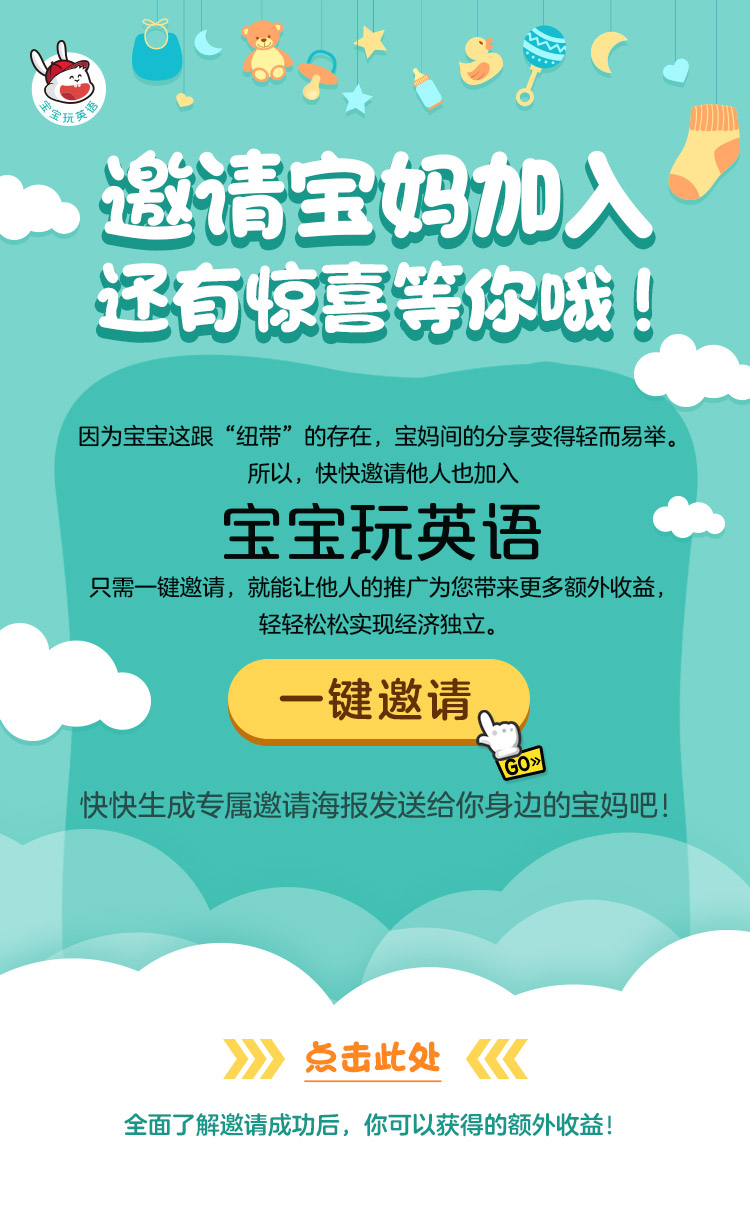 宝宝玩英语
邀请宝妈加入
还有惊喜等你哦！
因为宝宝这跟“纽带”的存在，宝妈间的分享变得轻而易举。
所以，快快邀请他人也加入
宝宝玩英语
只需一键邀请，就能让他人的推广为您带来更多额外收益，
轻轻松松实现经济独立。
一键邀请
GO»
快快生成专属邀请海报发送给你身边的宝妈吧！
点击此处
全面了解邀请成功后，你可以获得的额外收益！